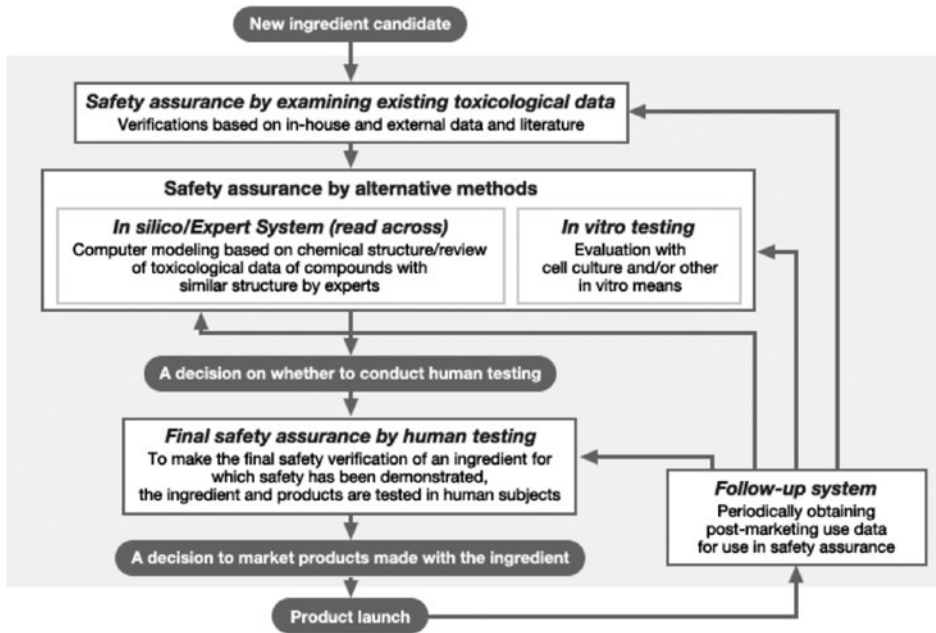 New ingredient candidate
Safety assurance by examining existing toxicological data
Verifications based on in-house and external data and literature
Safety assurance by alternative methods
In silico/Expert System (read across)
Computer modeling based on chemical structure/review
of toxicological data of compounds with
similar structure by experts
In vitro testing
Evaluation with
cell culture and/or other
in vitro means
A decision on whether to conduct human testing
Final safety assurance by human testing
To make the final safety verification of an ingredient for
which safety has been demonstrated,
the ingredient and products are tested in human subjects
Follow-up system
Periodically obtaining
post-marketing use data
for use in safety assurance
A decision to market products made with the ingredient
Product launch